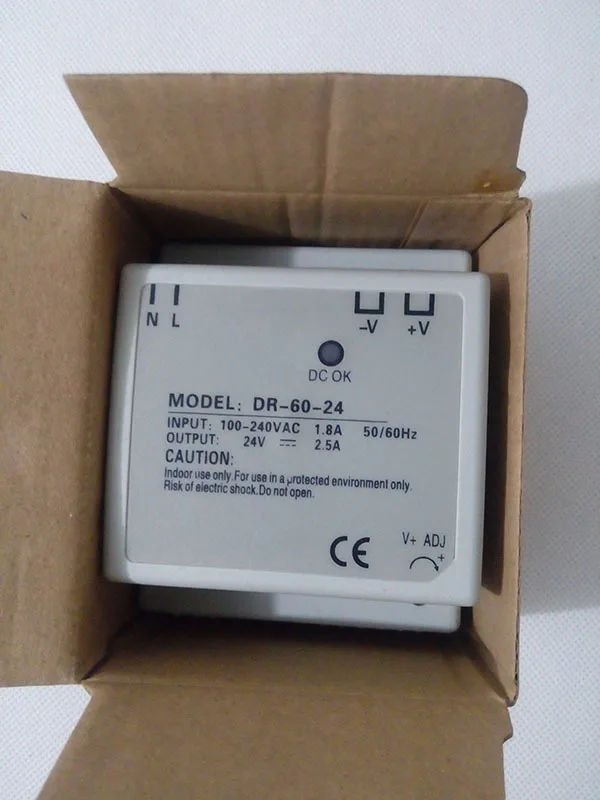 N L -V +V
DC OK
MODEL: DR-60-24
INPUT: 100-240VAC 1.8A 50/60Hz
OUTPUT: 24V ⎓ 2.5A
CAUTION:
Indoor use only.For use in a protected environment only.
Risk of electric shock.Do not open.
CE V+ ADJ
+